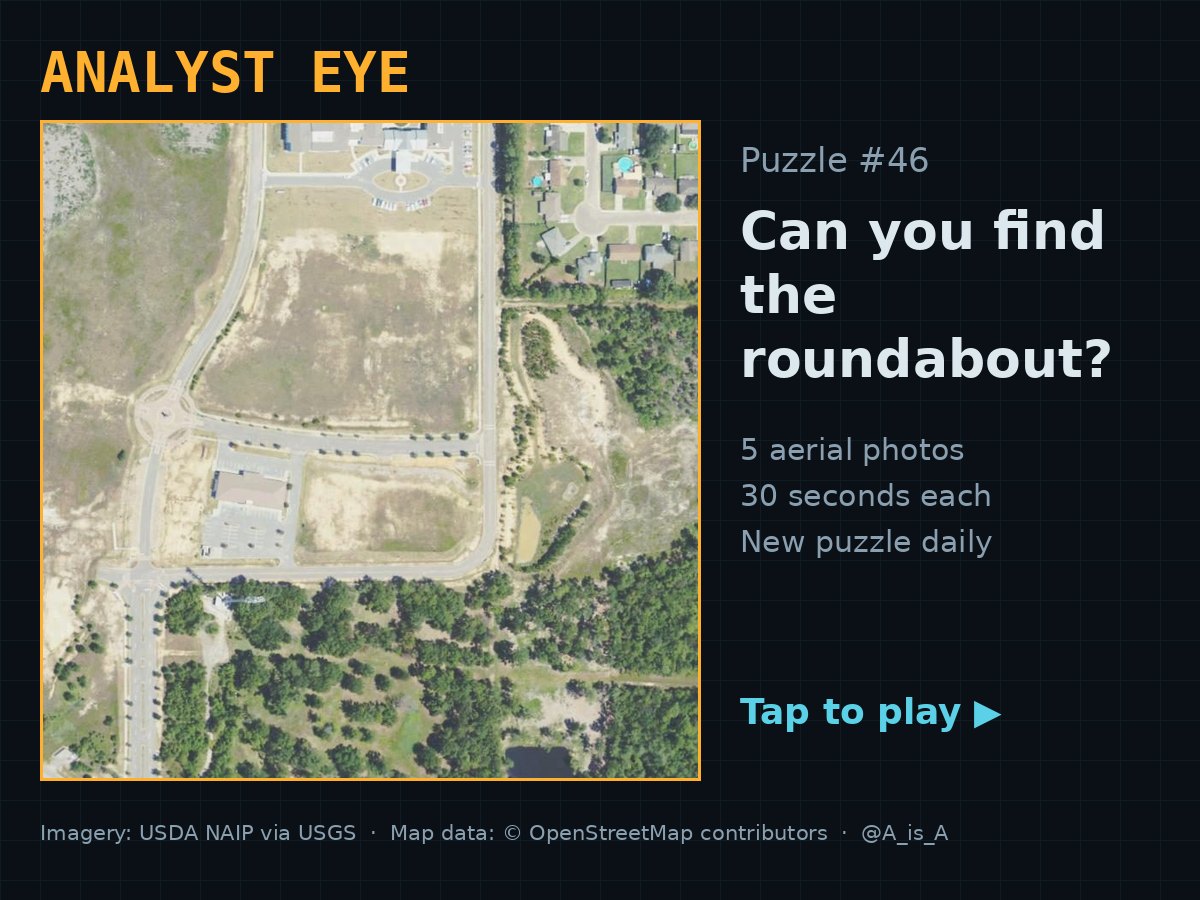 ANALYST EYE
Puzzle #46
Can you find
the
roundabout?
5 aerial photos
30 seconds each
New puzzle daily
Tap to play ▶
Imagery: USDA NAIP via USGS · Map data: © OpenStreetMap contributors · @A_is_A